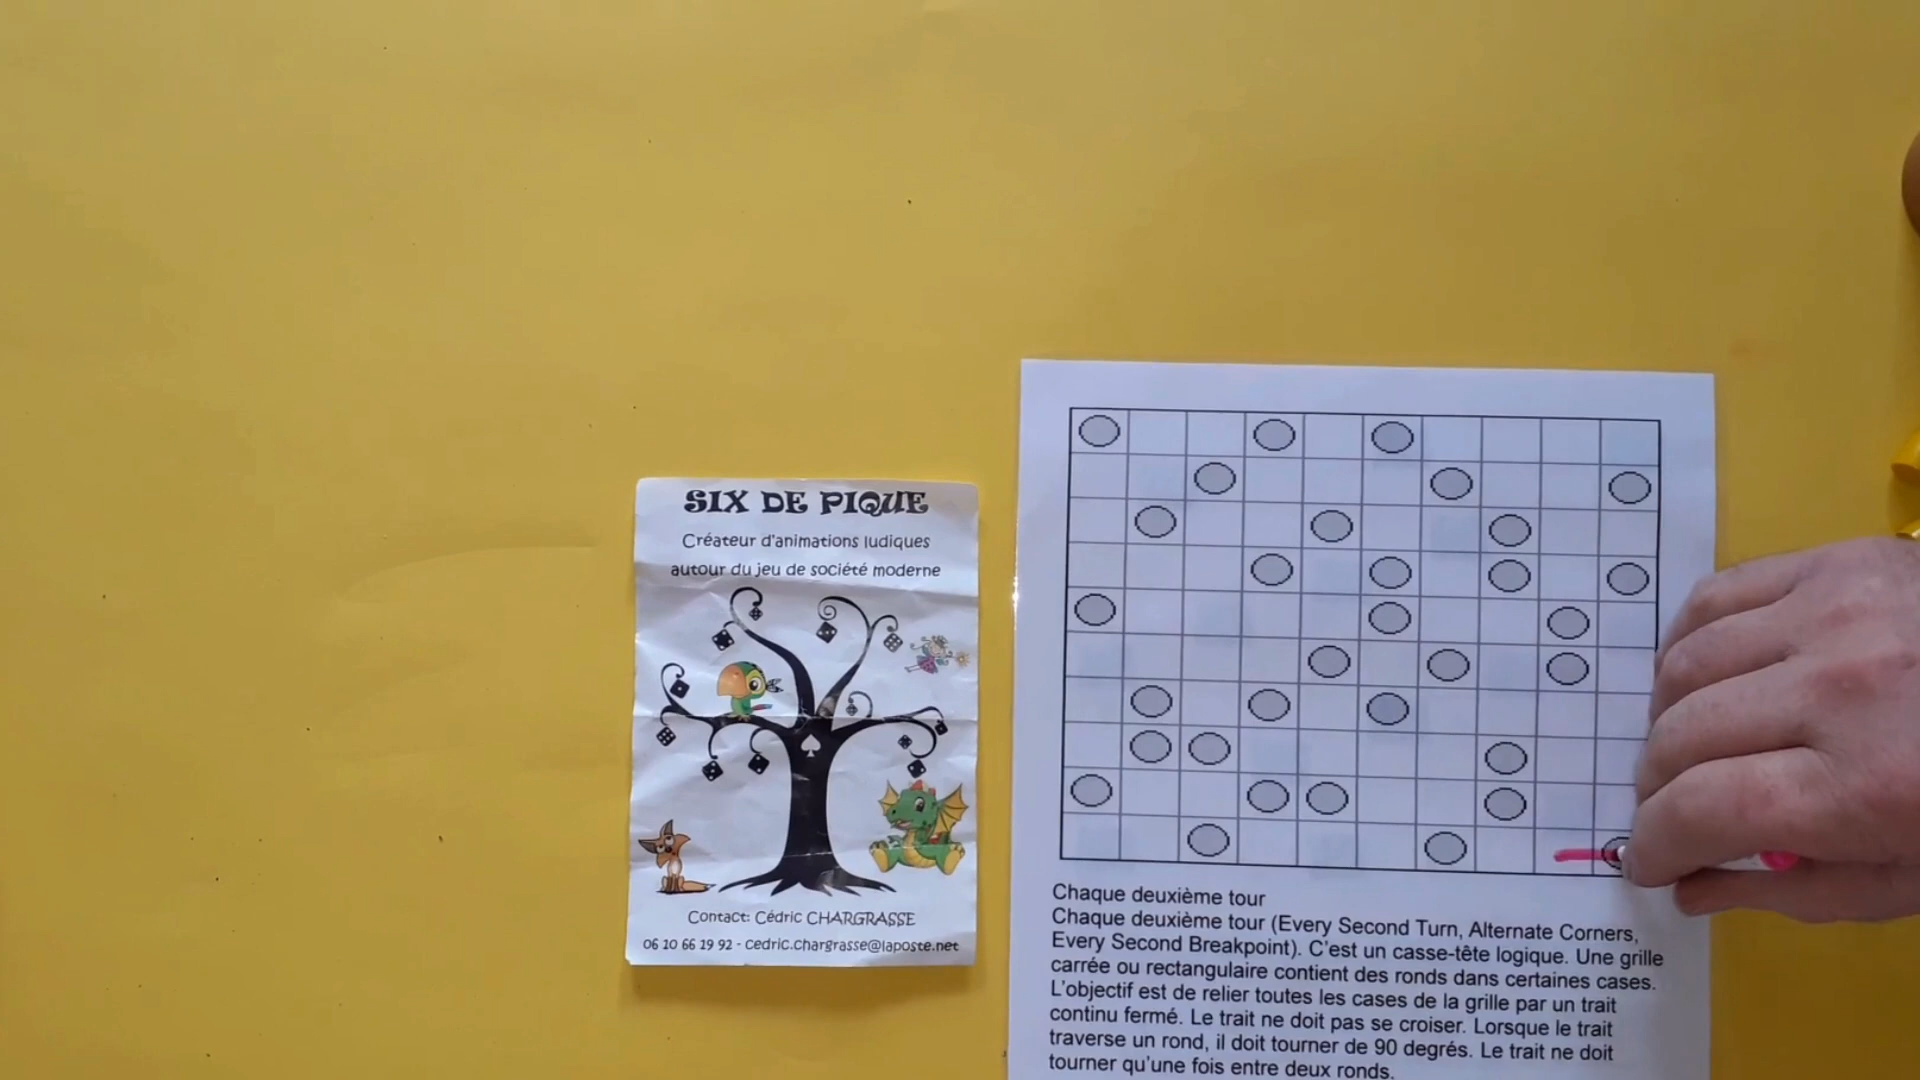 SIX DE PIQUE
Créateur d'animations ludiques
autour du jeu de société moderne
Contact: Cédric CHARGRASSE
06 10 66 19 92 - cedric.chargrasse@laposte.net
Chaque deuxième tour
Chaque deuxième tour (Every Second Turn, Alternate Corners,
Every Second Breakpoint). C'est un casse-tête logique. Une grille
carrée ou rectangulaire contient des ronds dans certaines cases.
L'objectif est de relier toutes les cases de la grille par un trait
continu fermé. Le trait ne doit pas se croiser. Lorsque le trait
traverse un rond, il doit tourner de 90 degrés. Le trait ne doit
tourner qu'une fois entre deux ronds.